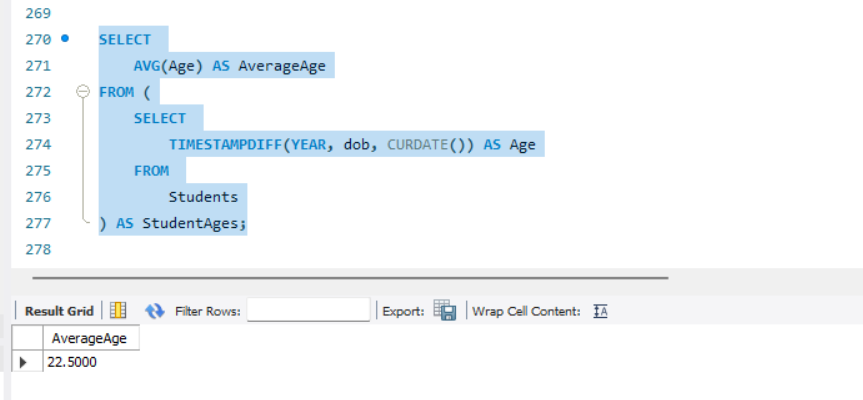 269
270 SELECT
271 AVG(Age) AS AverageAge
272 FROM (
273 SELECT
274 TIMESTAMPDIFF(YEAR, dob, CURDATE()) AS Age
275 FROM
276 Students
277 ) AS StudentAges;
278
Result Grid Filter Rows: Export: Wrap Cell Content: IA
AverageAge
22.5000